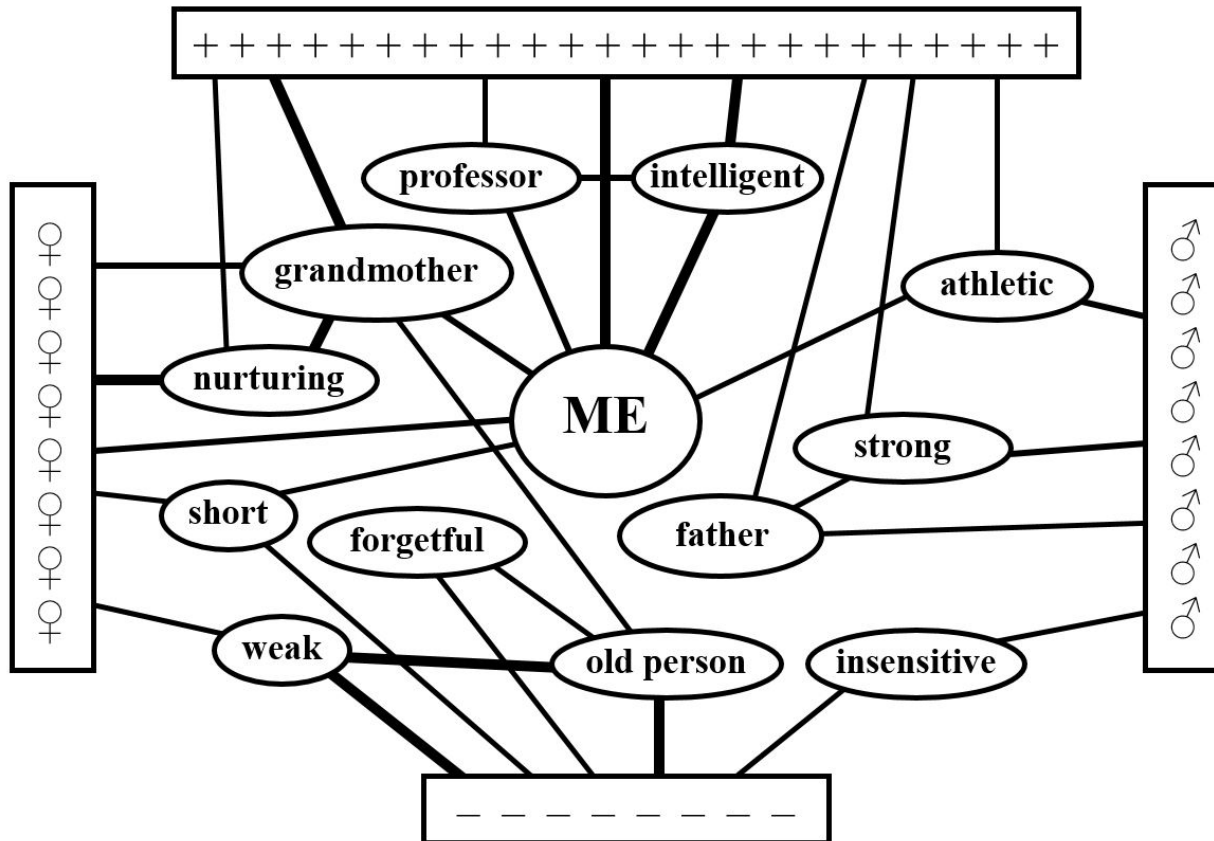 + + + + + + + + + + + + + + + + + + + + + + + +
professor
intelligent
♀
♀
♀
♀
♀
♀
♀
♀
grandmother
athletic
♂
♂
♂
♂
♂
♂
♂
♂
nurturing
ME
strong
short
forgetful
father
weak
old person
insensitive
– – – – – – – –